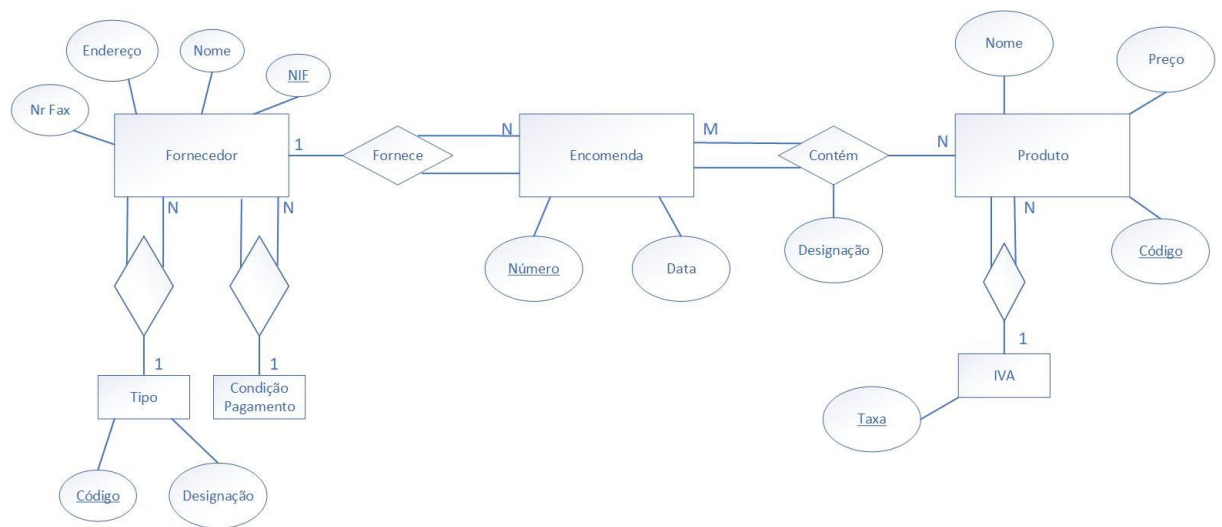 Endereço
Nome
NIF
Nr Fax
Nome
Preço
Fornecedor
1
Fornece
N
Encomenda
M
Contém
N
Produto
N
N
N
Número
Data
Designação
Código
1
1
1
Tipo
Condição
Pagamento
IVA
Taxa
Código
Designação